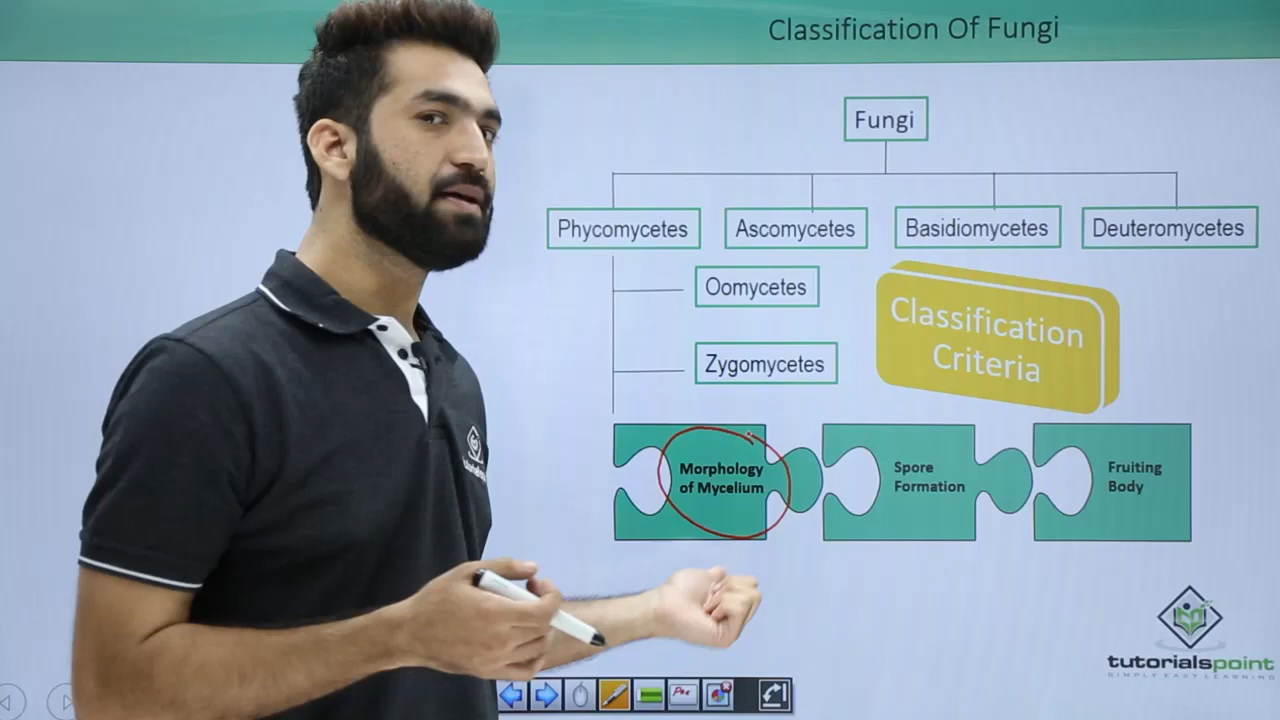 Classification Of Fungi
Fungi
Phycomycetes
Ascomycetes
Basidiomycetes
Deuteromycetes
Oomycetes
Zygomycetes
Classification
Criteria
Morphology
of Mycelium
Spore
Formation
Fruiting
Body
tutorialspoint
SIMPLY EASY LEARNING